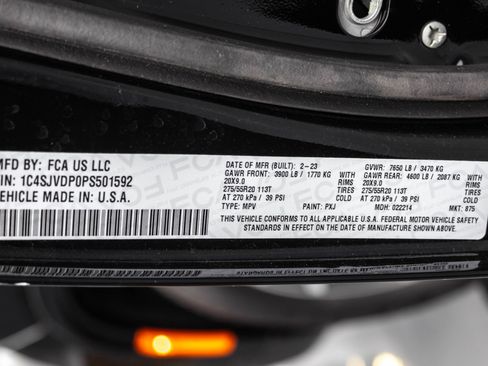 MFD BY: FCA US LLC
VIN: 1C4SJVDP0PS501592
VEHICLE MADE IN: U.S.A.
DATE OF MFR (BUILT): 2-23 GVWR: 7650 LB / 3470 KG
GAWR FRONT: 3900 LB / 1770 KG WITH GAWR REAR: 4600 LB / 2087 KG WITH
20X9.0 RIMS 20X9.0 RIMS
275/55R20 113T TIRES 275/55R20 113T TIRES
AT 270 kPa / 39 PSI COLD AT 270 kPa / 39 PSI COLD
THIS VEHICLE CONFORMS TO ALL APPLICABLE U.S.A. FEDERAL MOTOR VEHICLE SAFETY
STANDARDS IN EFFECT ON THE DATE OF MANUFACTURE SHOWN ABOVE.
TYPE: MPV PAINT: PXJ MDH: 022214 MKT: 875